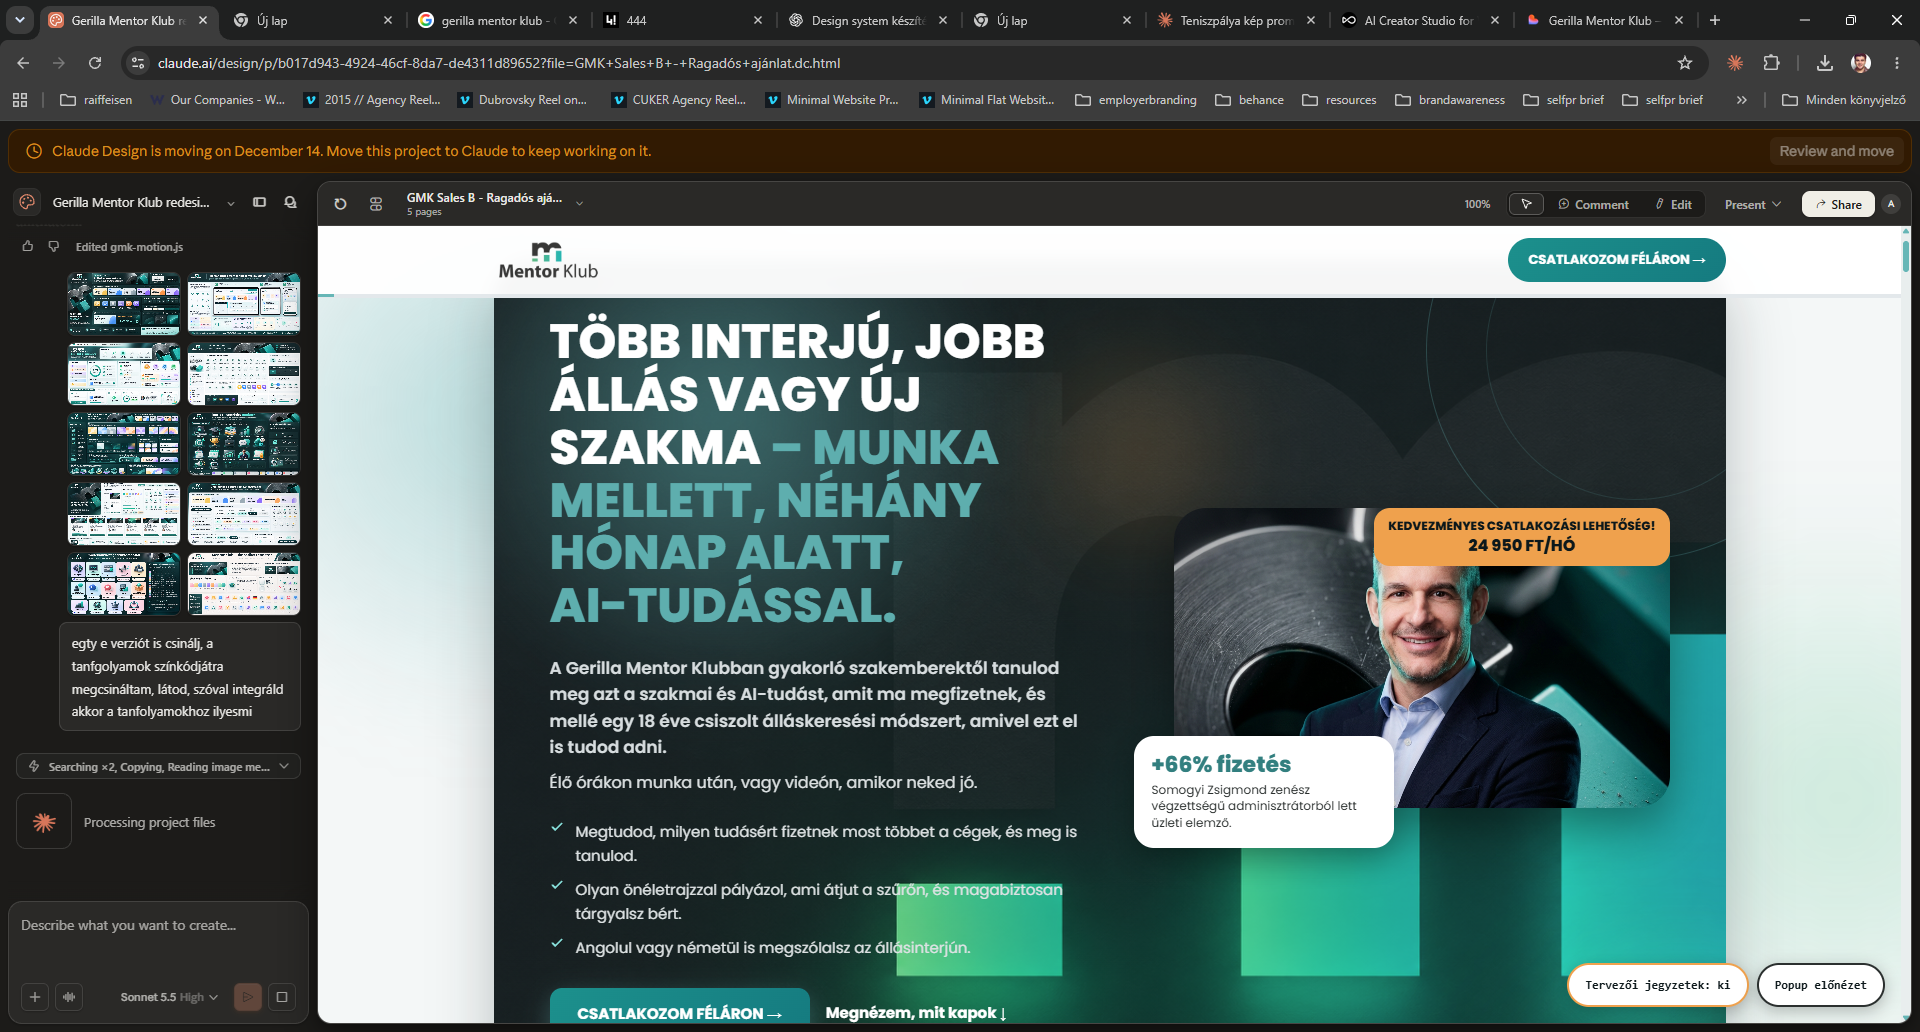 Gerilla Mentor Klub re
Új lap
gerilla mentor klub -
444
Design system készít
Új lap
Teniszpálya kép prom
AI Creator Studio for
Gerilla Mentor Klub –
claude.ai/design/p/b017d943-4924-46cf-8da7-de4311d89652?file=GMK+Sales+B+-+Ragadós+ajánlat.dc.html
raiffeisen
Our Companies - W...
2015 // Agency Reel...
Dubrovsky Reel on...
CUKER Agency Reel...
Minimal Website Pr...
Minimal Flat Websit...
employerbranding
behance
resources
brandawareness
selfpr brief
selfpr brief
Minden könyvjelző
Claude Design is moving on December 14. Move this project to Claude to keep working on it.
Review and move
Gerilla Mentor Klub redesi...
GMK Sales B - Ragadós ajá...
5 pages
100%
Comment
Edit
Present
Share
A
Edited gmk-motion.js
egty e verziót is csinálj, a
tanfgolyamok színkódjátra
megcsináltam, látod, szóval integráld
akkor a tanfolyamokhoz ilyesmi
Searching ×2, Copying, Reading image me...
Processing project files
Describe what you want to create...
Sonnet 5.5 High
Mentor Klub
CSATLAKOZOM FÉLÁRON →
TÖBB INTERJÚ, JOBB
ÁLLÁS VAGY ÚJ
SZAKMA – MUNKA
MELLETT, NÉHÁNY
HÓNAP ALATT,
AI-TUDÁSSAL.
A Gerilla Mentor Klubban gyakorló szakemberektől tanulod
meg azt a szakmai és AI-tudást, amit ma megfizetnek, és
mellé egy 18 éve csiszolt álláskeresési módszert, amivel ezt el
is tudod adni.
Élő órákon munka után, vagy videón, amikor neked jó.
Megtudod, milyen tudásért fizetnek most többet a cégek, és meg is
tanulod.
Olyan önéletrajzzal pályázol, ami átjut a szűrőn, és magabiztosan
tárgyalsz bért.
Angolul vagy németül is megszólalsz az állásinterjún.
CSATLAKOZOM FÉLÁRON →
Megnézem, mit kapok ↓
KEDVEZMÉNYES CSATLAKOZÁSI LEHETŐSÉG!
24 950 FT/HÓ
+66% fizetés
Somogyi Zsigmond zenész
végzettségű adminisztrátorból lett
üzleti elemző.
Tervezői jegyzetek: ki
Popup előnézet